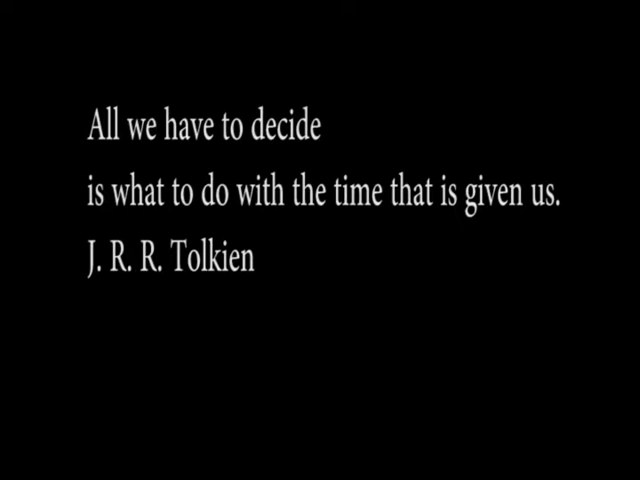 All we have to decide
is what to do with the time that is given us.
J. R. R. Tolkien